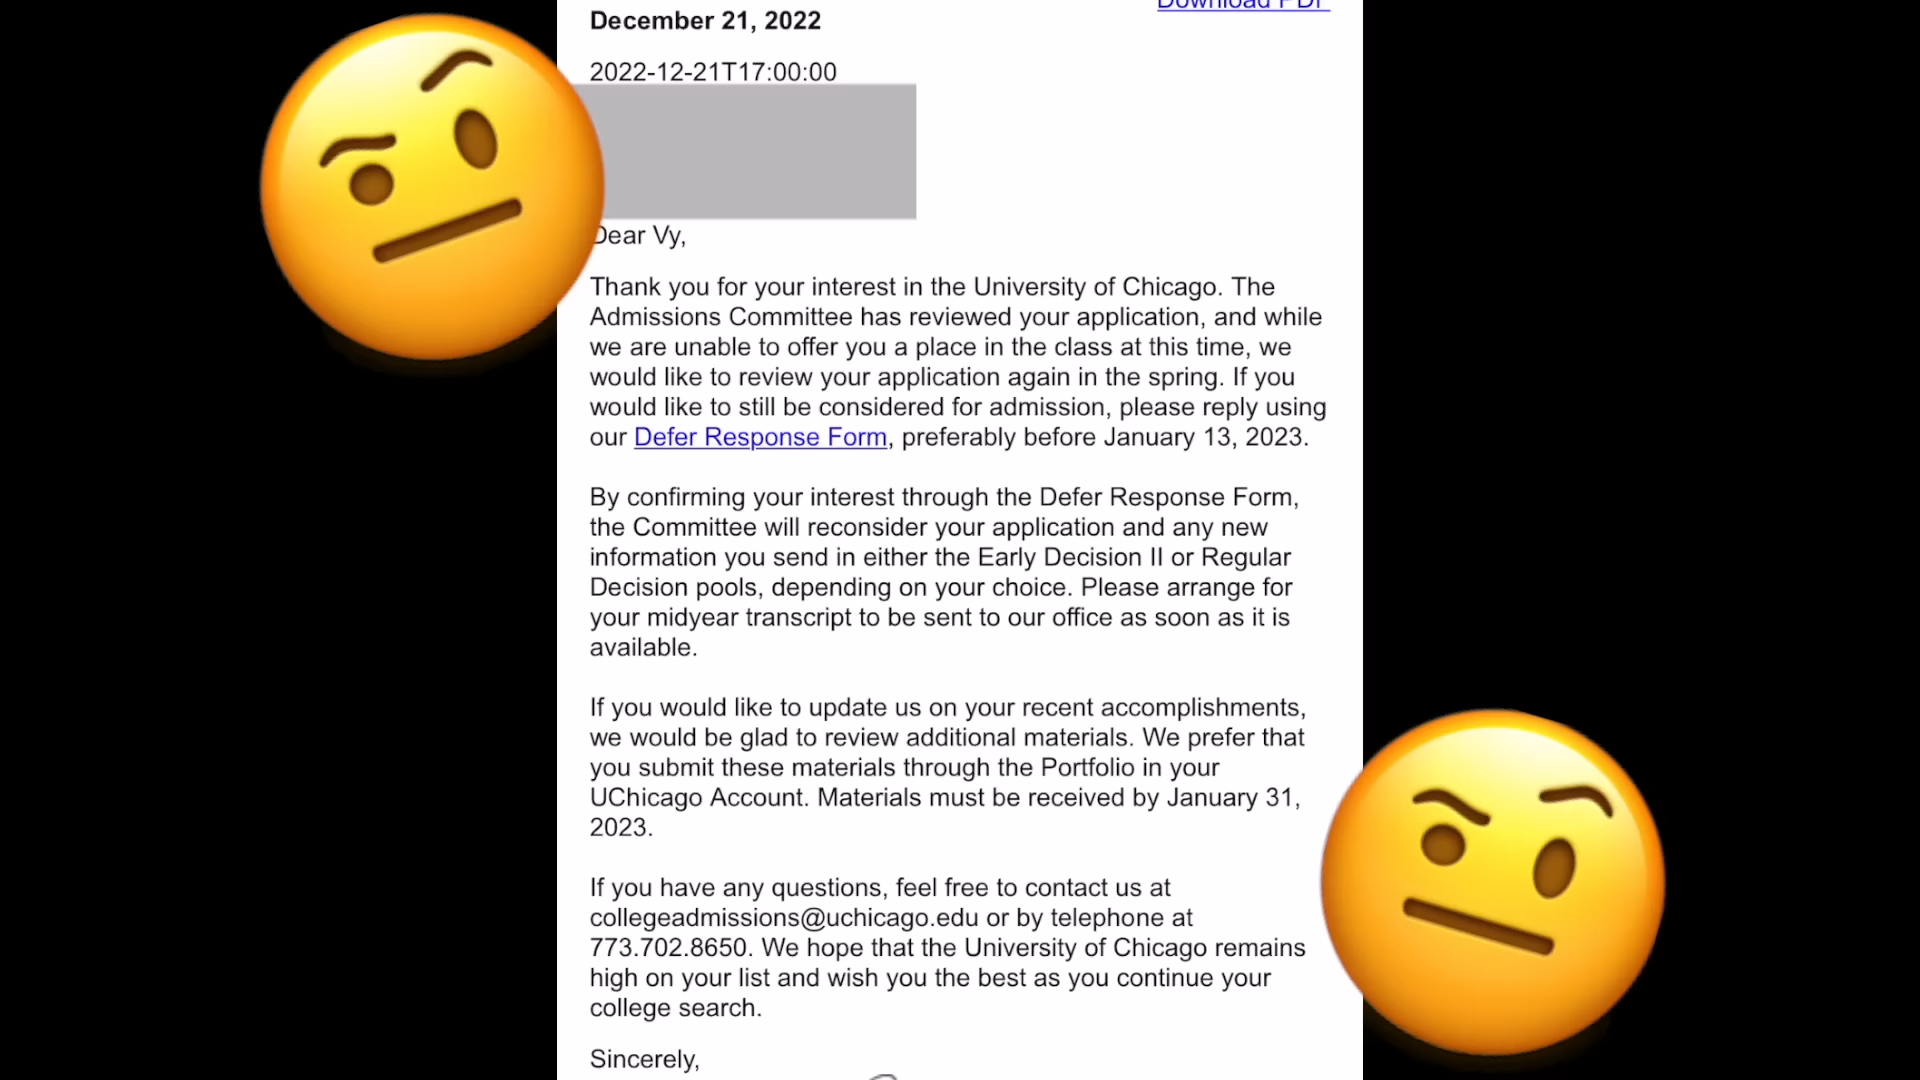 Download PDF
December 21, 2022
2022-12-21T17:00:00
Dear Vy,
Thank you for your interest in the University of Chicago. The
Admissions Committee has reviewed your application, and while
we are unable to offer you a place in the class at this time, we
would like to review your application again in the spring. If you
would like to still be considered for admission, please reply using
our Defer Response Form, preferably before January 13, 2023.
By confirming your interest through the Defer Response Form,
the Committee will reconsider your application and any new
information you send in either the Early Decision II or Regular
Decision pools, depending on your choice. Please arrange for
your midyear transcript to be sent to our office as soon as it is
available.
If you would like to update us on your recent accomplishments,
we would be glad to review additional materials. We prefer that
you submit these materials through the Portfolio in your
UChicago Account. Materials must be received by January 31,
2023.
If you have any questions, feel free to contact us at
collegeadmissions@uchicago.edu or by telephone at
773.702.8650. We hope that the University of Chicago remains
high on your list and wish you the best as you continue your
college search.
Sincerely,